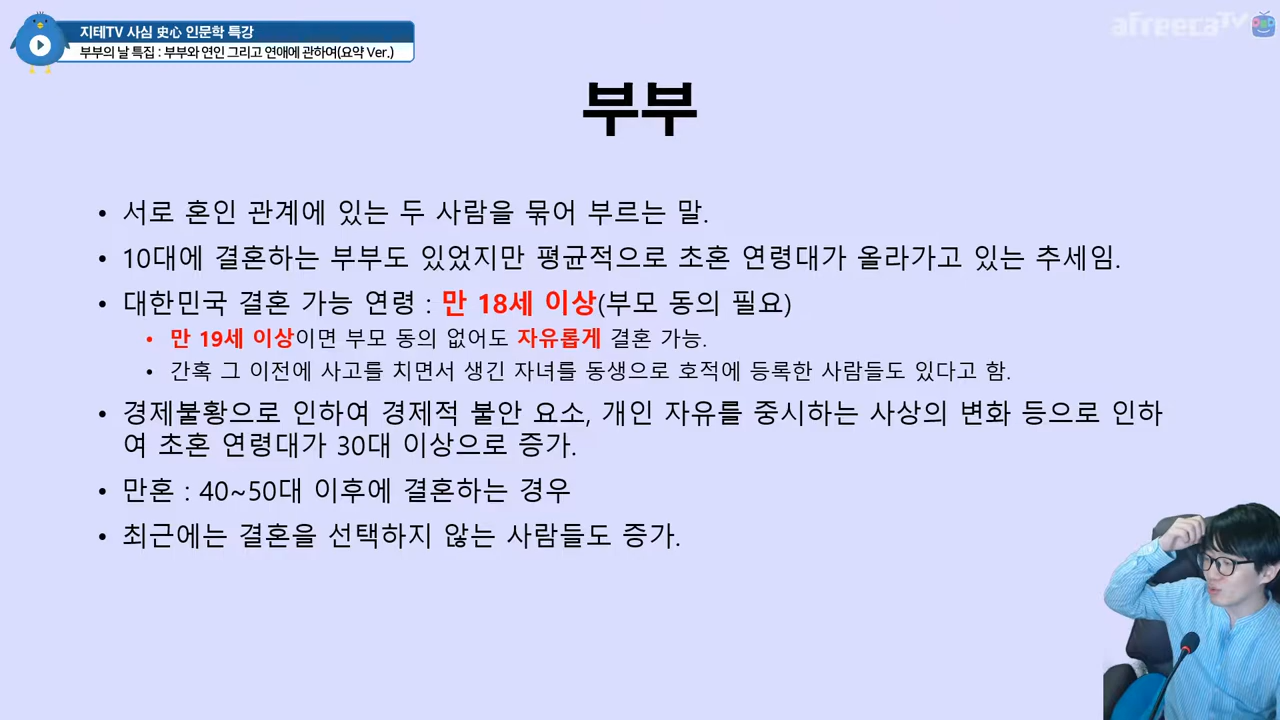 지테TV 사심 史心 인문학 특강
부부의 날 특집 : 부부와 연인 그리고 연애에 관하여(요약 Ver.)
afreecaTV
부부
• 서로 혼인 관계에 있는 두 사람을 묶어 부르는 말.
• 10대에 결혼하는 부부도 있었지만 평균적으로 초혼 연령대가 올라가고 있는 추세임.
• 대한민국 결혼 가능 연령 : 만 18세 이상(부모 동의 필요)
• 만 19세 이상이면 부모 동의 없어도 자유롭게 결혼 가능.
• 간혹 그 이전에 사고를 치면서 생긴 자녀를 동생으로 호적에 등록한 사람들도 있다고 함.
• 경제불황으로 인하여 경제적 불안 요소, 개인 자유를 중시하는 사상의 변화 등으로 인하
여 초혼 연령대가 30대 이상으로 증가.
• 만혼 : 40~50대 이후에 결혼하는 경우
• 최근에는 결혼을 선택하지 않는 사람들도 증가.